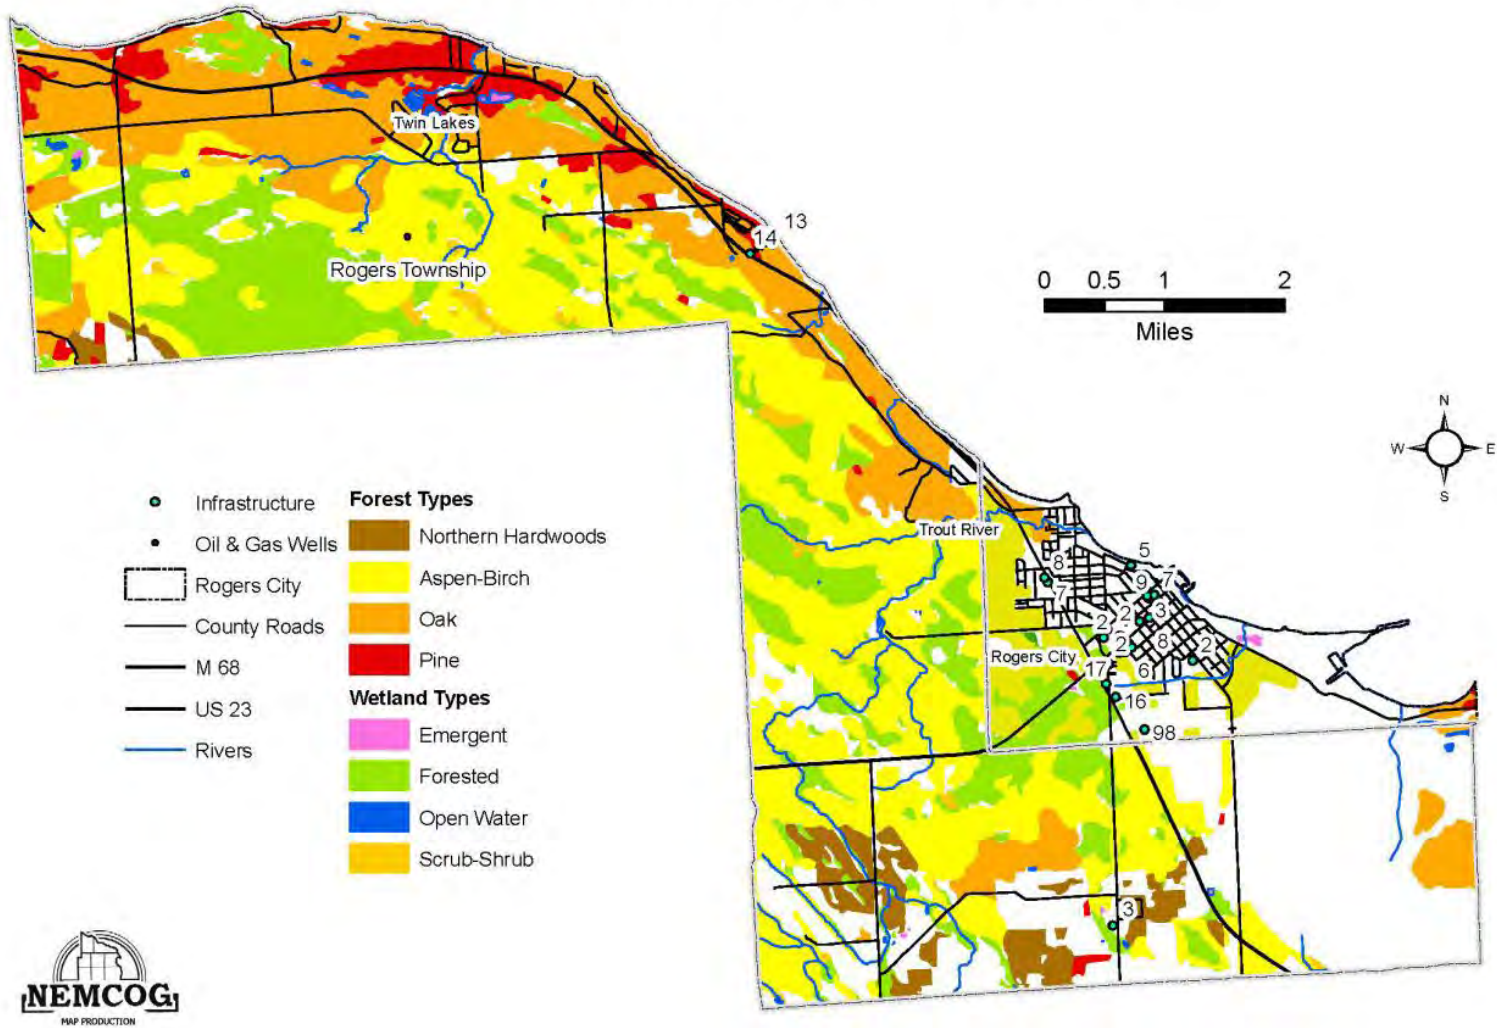 Twin Lakes
13
14
Rogers Township
0 0.5 1 2
Miles
N
W E
S
Infrastructure
Oil & Gas Wells
Rogers City
County Roads
M 68
US 23
Rivers
Forest Types
Northern Hardwoods
Aspen-Birch
Oak
Pine
Wetland Types
Emergent
Forested
Open Water
Scrub-Shrub
Trout River
5
8
9 7
7
2 3
2 2 8 2
Rogers City
17 6
16
98
3
NEMCOG
MAP PRODUCTION